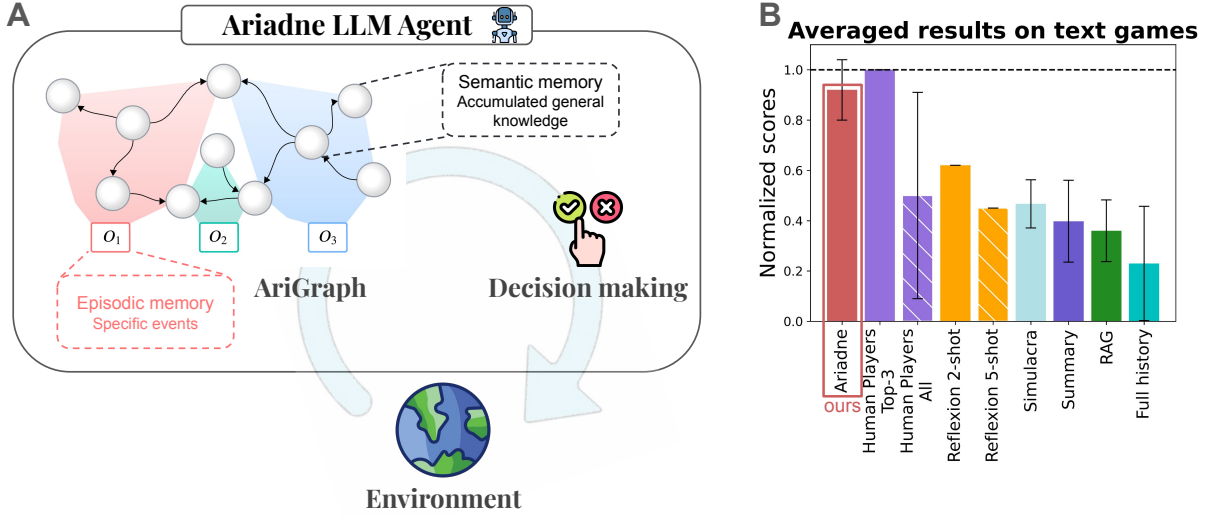 A
Ariadne LLM Agent
Semantic memory
Accumulated general
knowledge
O1
O2
O3
Episodic memory
Specific events
AriGraph
Decision making
Environment
B
Averaged results on text games
Normalized scores
1.0
0.8
0.6
0.4
0.2
0.0
Ariadne
ours
Human Players
Top-3
Human Players
All
Reflexion 2-shot
Reflexion 5-shot
Simulacra
Summary
RAG
Full history